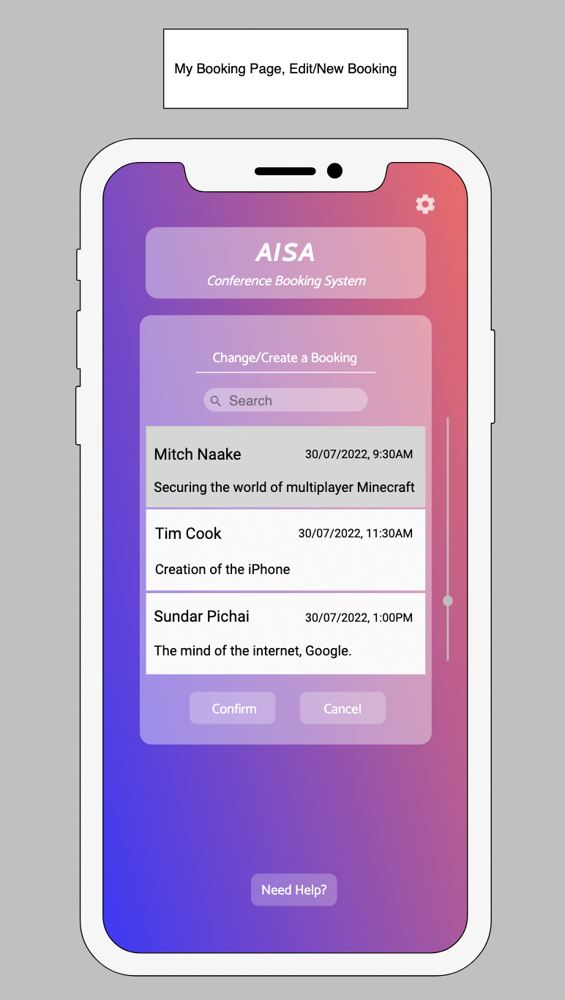 My Booking Page, Edit/New Booking
AISA
Conference Booking System
Change/Create a Booking
Search
Mitch Naake
30/07/2022, 9:30AM
Securing the world of multiplayer Minecraft
Tim Cook
30/07/2022, 11:30AM
Creation of the iPhone
Sundar Pichai
30/07/2022, 1:00PM
The mind of the internet, Google.
Confirm
Cancel
Need Help?